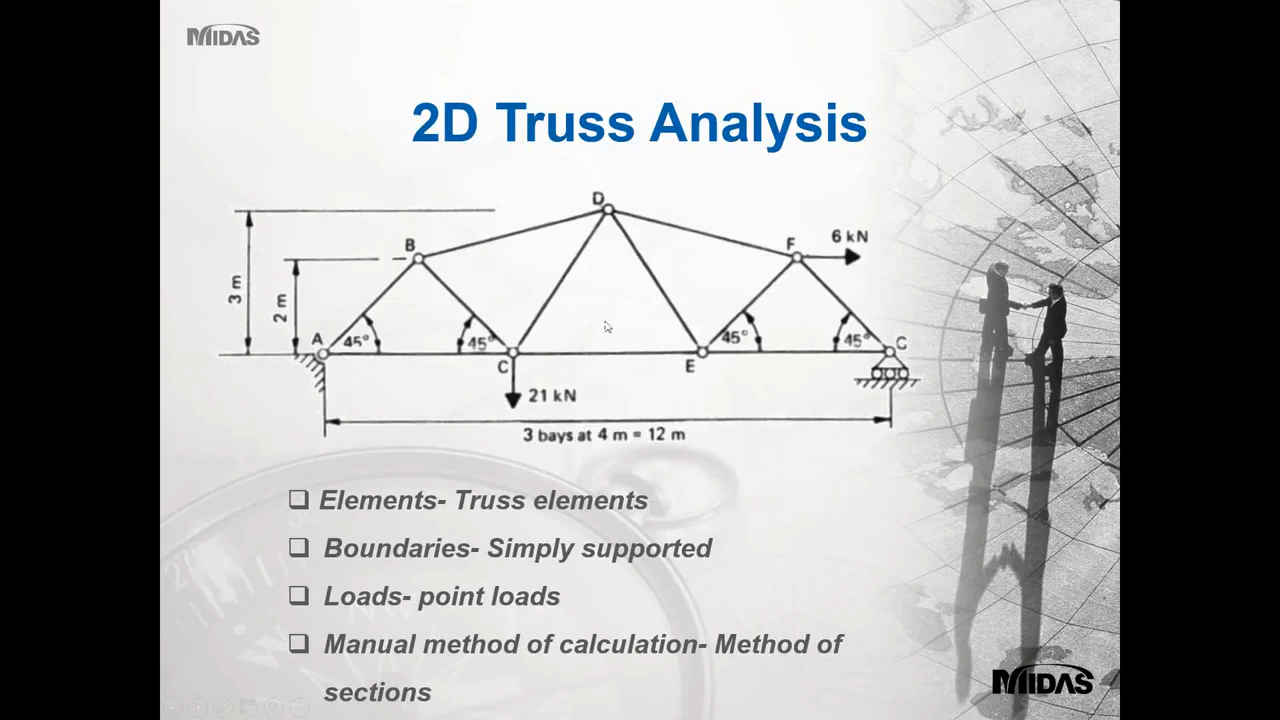 MIDAS
2D Truss Analysis
D
B
F
6 kN
3 m
2 m
A
45°
45°
45°
45°
C
C
E
21 kN
3 bays at 4 m = 12 m
❑ Elements- Truss elements
❑ Boundaries- Simply supported
❑ Loads- point loads
❑ Manual method of calculation- Method of
sections
MIDAS